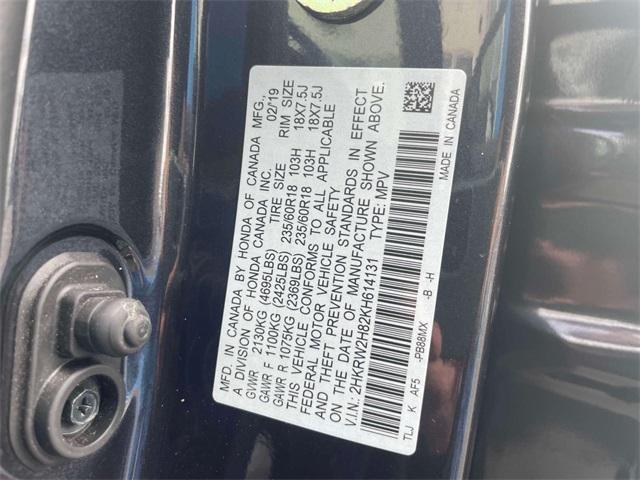 MFD. IN CANADA BY HONDA OF CANADA MFG.,
A DIVISION OF HONDA CANADA INC. 02/19
GVWR 2130KG (4695LBS) TIRE SIZE RIM SIZE
GAWR F 1100KG (2425LBS) 235/60R18 103H 18X7.5J
GAWR R 1075KG (2369LBS) 235/60R18 103H 18X7.5J
THIS VEHICLE CONFORMS TO ALL APPLICABLE
FEDERAL MOTOR VEHICLE SAFETY
AND THEFT PREVENTION STANDARDS IN EFFECT
ON THE DATE OF MANUFACTURE SHOWN ABOVE.
V.I.N.: 2HKRW2H82KH614131 TYPE: MPV
TLJ K AF5 -PB88MX -B -H MADE IN CANADA